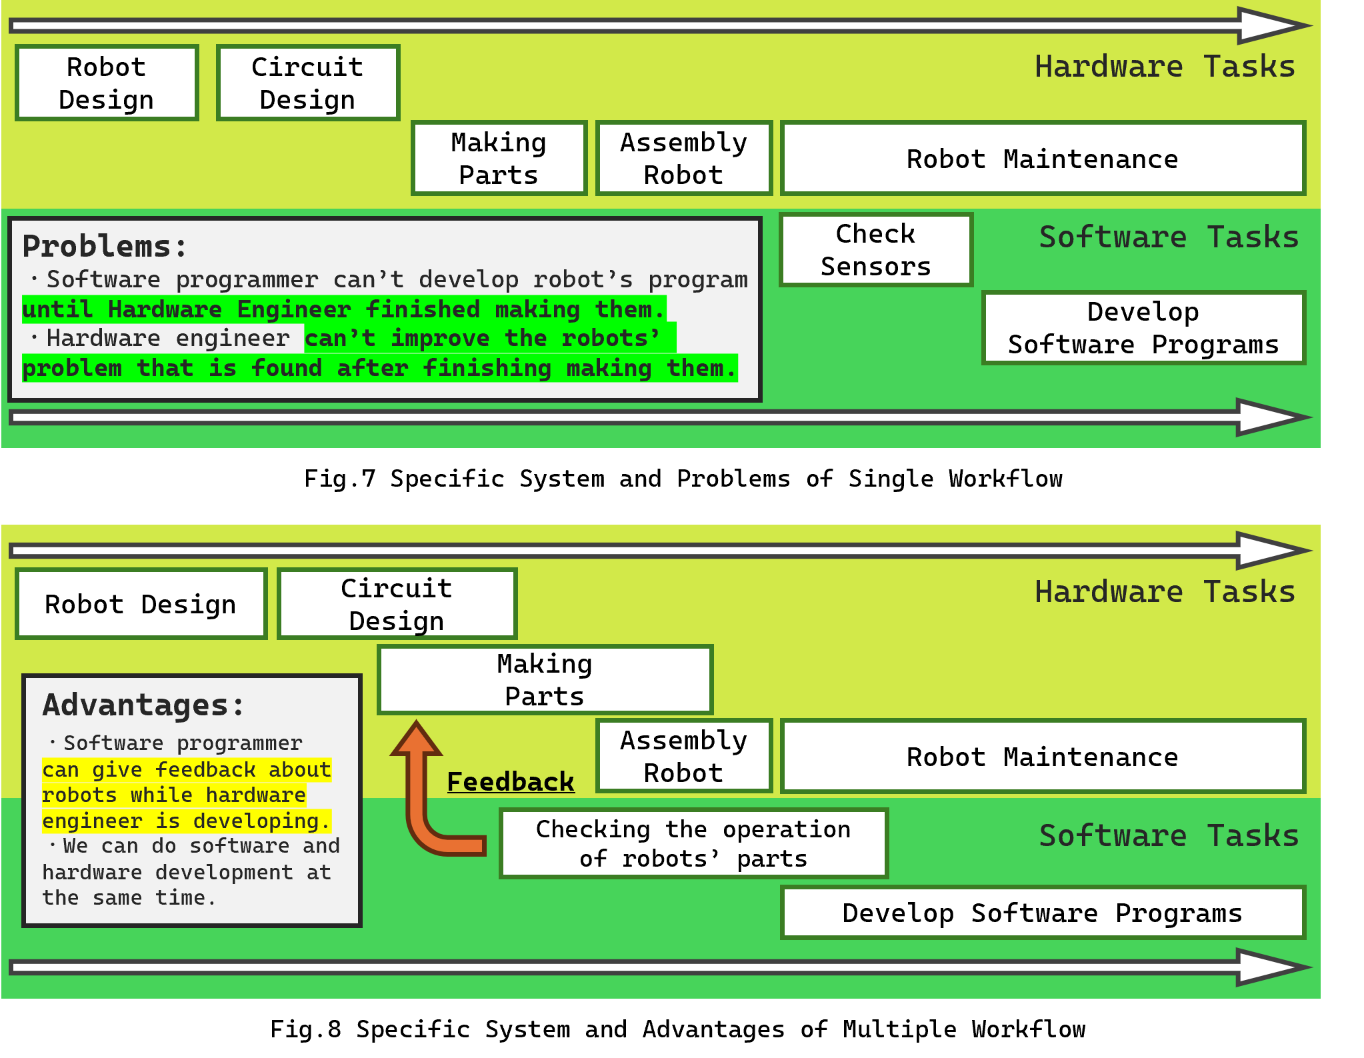 Robot
Design
Circuit
Design
Hardware Tasks
Making
Parts
Assembly
Robot
Robot Maintenance
Problems:
・Software programmer can’t develop robot’s program
until Hardware Engineer finished making them.
・Hardware engineer can’t improve the robots’
problem that is found after finishing making them.
Check
Sensors
Software Tasks
Develop
Software Programs
Fig.7 Specific System and Problems of Single Workflow
Robot Design
Circuit
Design
Hardware Tasks
Making
Parts
Advantages:
・Software programmer
can give feedback about
robots while hardware
engineer is developing.
・We can do software and
hardware development at
the same time.
Feedback
Assembly
Robot
Robot Maintenance
Checking the operation
of robots’ parts
Software Tasks
Develop Software Programs
Fig.8 Specific System and Advantages of Multiple Workflow